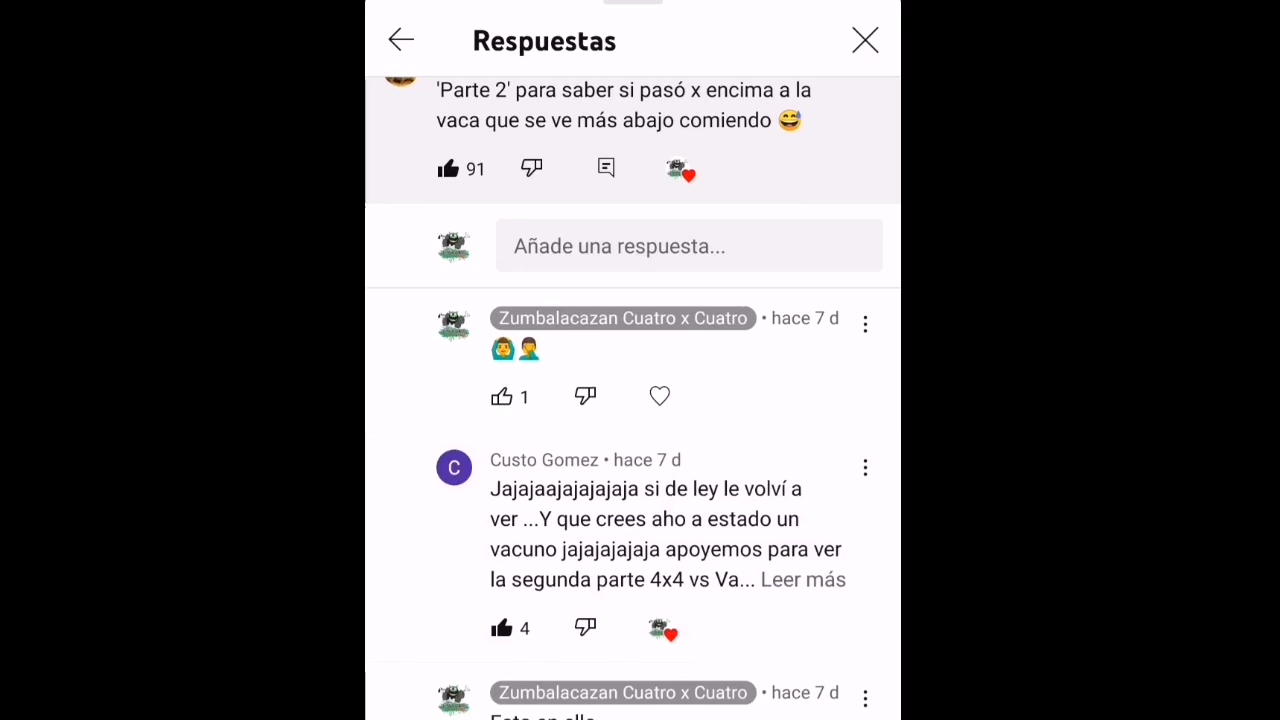 Respuestas
'Parte 2' para saber si pasó x encima a la
vaca que se ve más abajo comiendo 😅
91
Añade una respuesta...
Zumbalacazan Cuatro x Cuatro • hace 7 d
🙆‍♂️🤦‍♂️
1
C
Custo Gomez • hace 7 d
Jajajaajajajajaja si de ley le volví a
ver ...Y que crees aho a estado un
vacuno jajajajajaja apoyemos para ver
la segunda parte 4x4 vs Va... Leer más
4
Zumbalacazan Cuatro x Cuatro • hace 7 d